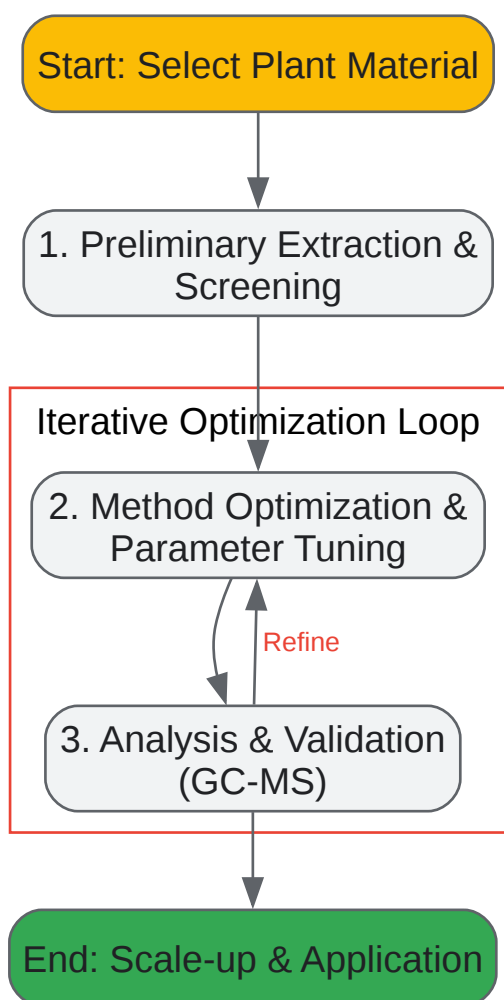 Start: Select Plant Material
1. Preliminary Extraction &
Screening
Iterative Optimization Loop
2. Method Optimization &
Parameter Tuning
Refine
3. Analysis & Validation
(GC-MS)
End: Scale-up & Application